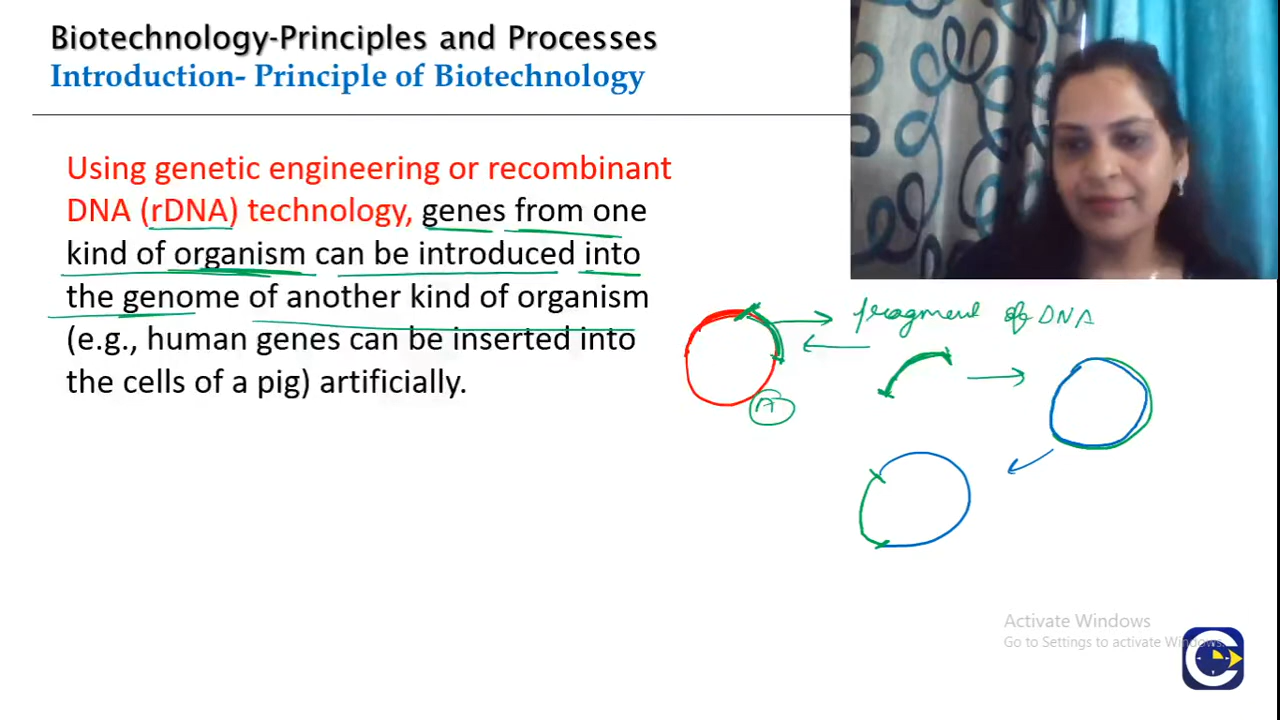 Biotechnology-Principles and Processes
Introduction- Principle of Biotechnology
Using genetic engineering or recombinant
DNA (rDNA) technology, genes from one
kind of organism can be introduced into
the genome of another kind of organism
(e.g., human genes can be inserted into
the cells of a pig) artificially.
fragment of DNA
A
Activate Windows
Go to Settings to activate Windows.